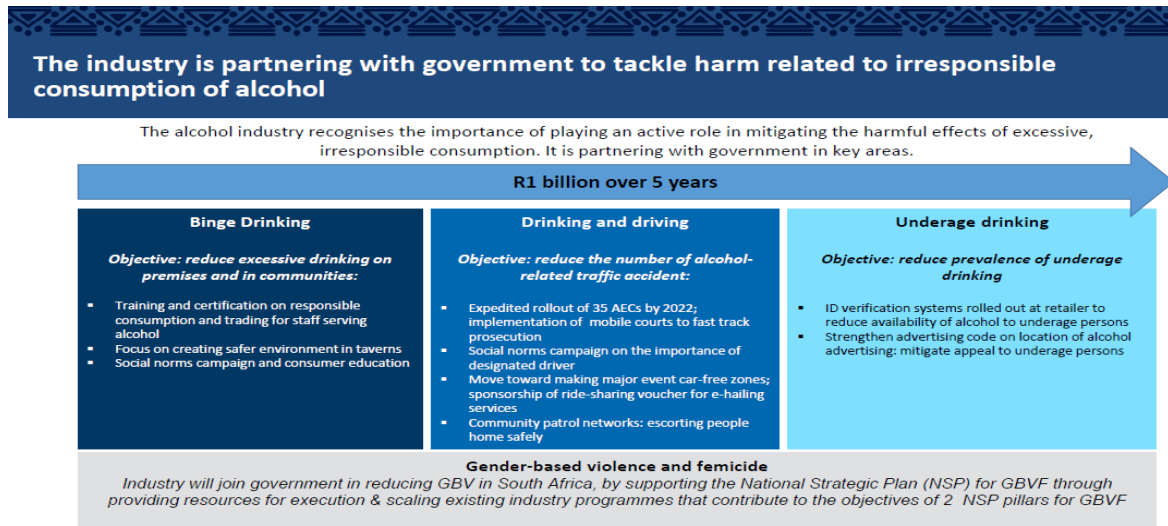 The industry is partnering with government to tackle harm related to irresponsible
consumption of alcohol
The alcohol industry recognises the importance of playing an active role in mitigating the harmful effects of excessive,
irresponsible consumption. It is partnering with government in key areas.
R1 billion over 5 years
Binge Drinking
Objective: reduce excessive drinking on
premises and in communities:
▪ Training and certification on responsible
consumption and trading for staff serving
alcohol
▪ Focus on creating safer environment in taverns
▪ Social norms campaign and consumer education
Drinking and driving
Objective: reduce the number of alcohol-
related traffic accident:
▪ Expedited rollout of 35 AECs by 2022;
implementation of mobile courts to fast track
prosecution
▪ Social norms campaign on the importance of
designated driver
▪ Move toward making major event car-free zones;
sponsorship of ride-sharing voucher for e-hailing
services
▪ Community patrol networks: escorting people
home safely
Underage drinking
Objective: reduce prevalence of underage
drinking
▪ ID verification systems rolled out at retailer to
reduce availability of alcohol to underage persons
▪ Strengthen advertising code on location of alcohol
advertising: mitigate appeal to underage persons
Gender-based violence and femicide
Industry will join government in reducing GBV in South Africa, by supporting the National Strategic Plan (NSP) for GBVF through
providing resources for execution & scaling existing industry programmes that contribute to the objectives of 2 NSP pillars for GBVF